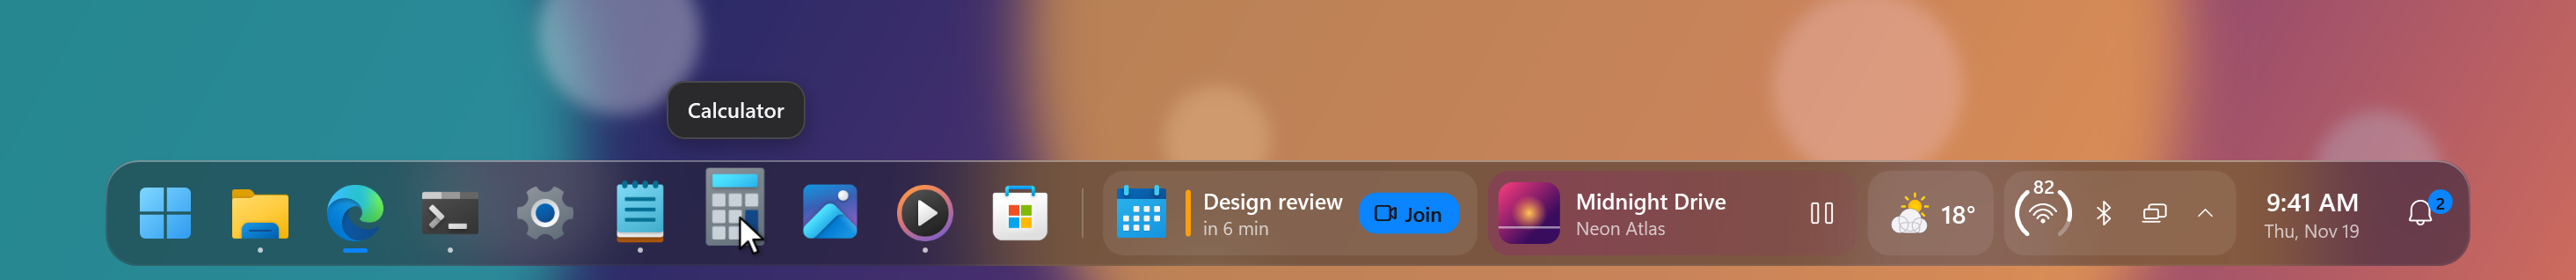 Calculator
Design review
in 6 min
Join
Midnight Drive
Neon Atlas
18°
82
9:41 AM
Thu, Nov 19
2